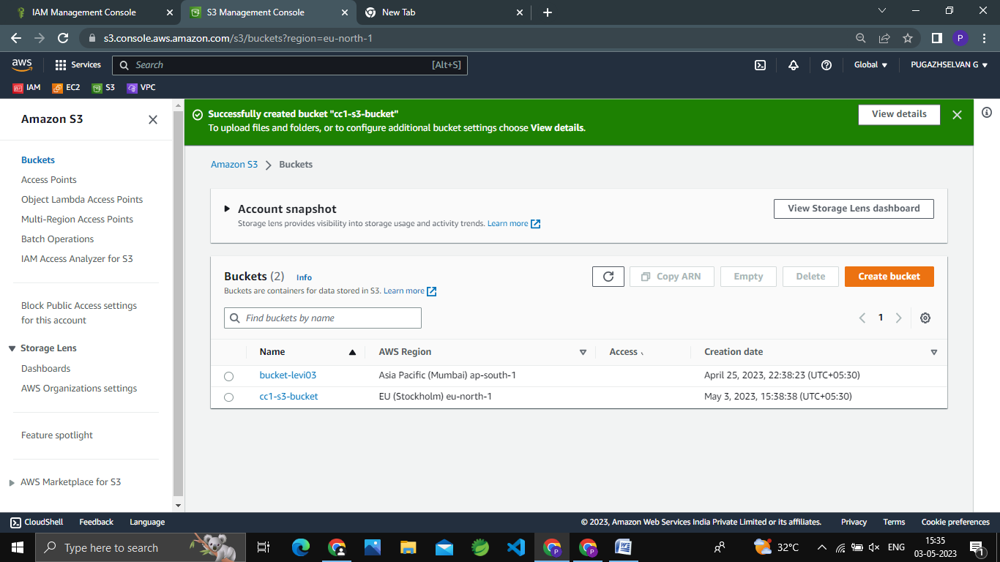 IAM Management Console
S3 Management Console
New Tab
s3.console.aws.amazon.com/s3/buckets?region=eu-north-1
P
aws
Services
Search
[Alt+S]
Global
PUGAZHSELVAN G
IAM
EC2
S3
VPC
Amazon S3
Buckets
Access Points
Object Lambda Access Points
Multi-Region Access Points
Batch Operations
IAM Access Analyzer for S3
Block Public Access settings
for this account
Storage Lens
Dashboards
AWS Organizations settings
Feature spotlight
AWS Marketplace for S3
Successfully created bucket "cc1-s3-bucket"
To upload files and folders, or to configure additional bucket settings choose View details.
View details
Amazon S3
Buckets
Account snapshot
Storage lens provides visibility into storage usage and activity trends. Learn more
View Storage Lens dashboard
Buckets (2)
Info
Buckets are containers for data stored in S3. Learn more
Copy ARN
Empty
Delete
Create bucket
Find buckets by name
1
Name
AWS Region
Access
Creation date
bucket-levi03
Asia Pacific (Mumbai) ap-south-1
April 25, 2023, 22:38:23 (UTC+05:30)
cc1-s3-bucket
EU (Stockholm) eu-north-1
May 3, 2023, 15:38:38 (UTC+05:30)
CloudShell
Feedback
Language
© 2023, Amazon Web Services India Private Limited or its affiliates.
Privacy
Terms
Cookie preferences
Type here to search
P
P
32°C
ENG
15:35
03-05-2023
1